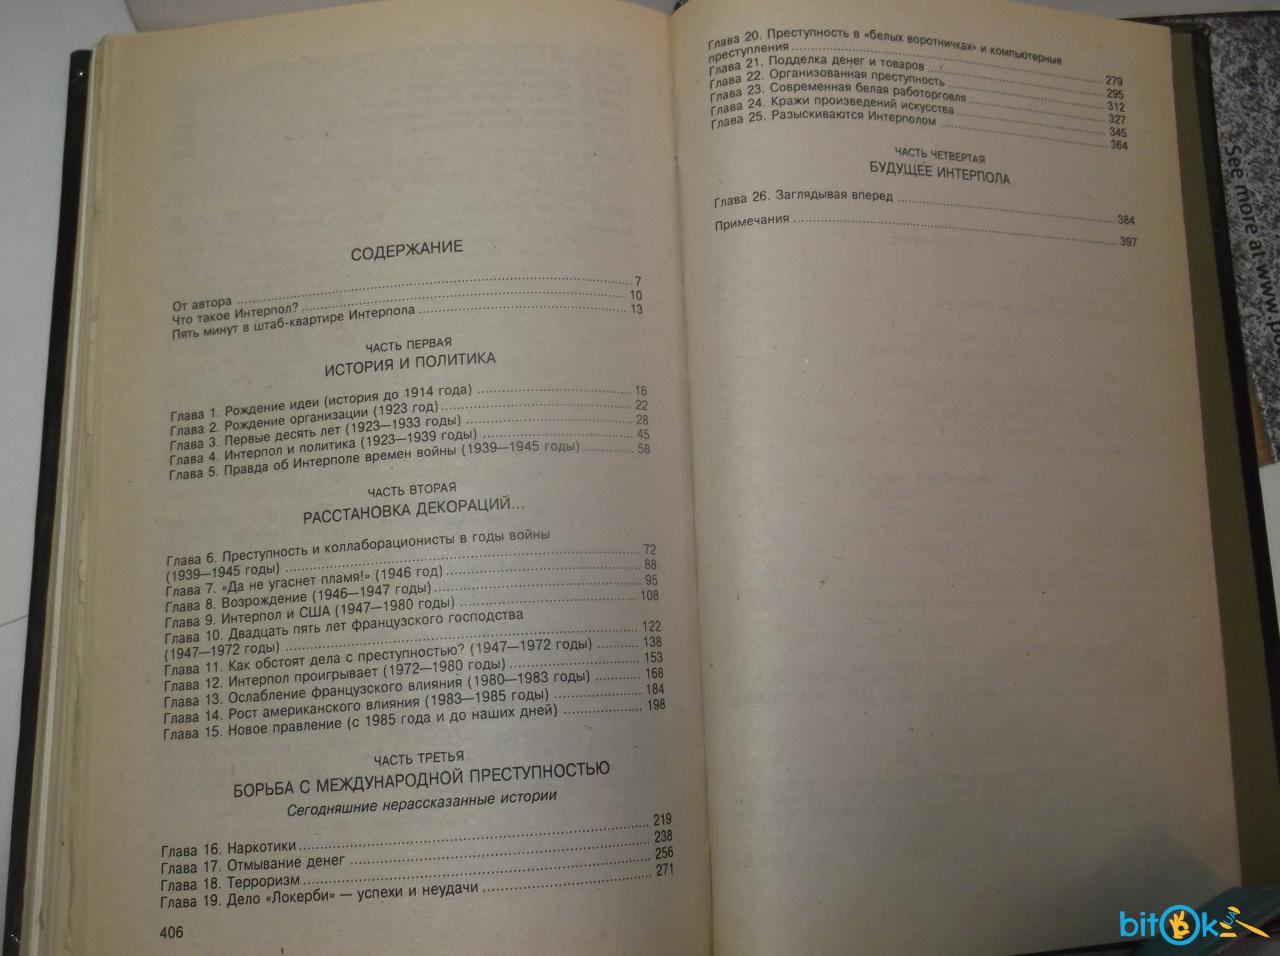 СОДЕРЖАНИЕ
От автора ........ 7
Что такое Интерпол? ........ 10
Пять минут в штаб-квартире Интерпола ........ 13
ЧАСТЬ ПЕРВАЯ
ИСТОРИЯ И ПОЛИТИКА
Глава 1. Рождение идеи (история до 1914 года) ........ 16
Глава 2. Рождение организации (1923 год) ........ 22
Глава 3. Первые десять лет (1923—1933 годы) ........ 28
Глава 4. Интерпол и политика (1923—1939 годы) ........ 45
Глава 5. Правда об Интерполе времен войны (1939—1945 годы) ........ 58
ЧАСТЬ ВТОРАЯ
РАССТАНОВКА ДЕКОРАЦИЙ...
Глава 6. Преступность и коллаборационисты в годы войны
(1939—1945 годы) ........ 72
Глава 7. «Да не угаснет пламя!» (1946 год) ........ 88
Глава 8. Возрождение (1946—1947 годы) ........ 95
Глава 9. Интерпол и США (1947—1980 годы) ........ 108
Глава 10. Двадцать пять лет французского господства
(1947—1972 годы) ........ 122
Глава 11. Как обстоят дела с преступностью? (1947—1972 годы) ........ 138
Глава 12. Интерпол проигрывает (1972—1980 годы) ........ 153
Глава 13. Ослабление французского влияния (1980—1983 годы) ........ 168
Глава 14. Рост американского влияния (1983—1985 годы) ........ 184
Глава 15. Новое правление (с 1985 года и до наших дней) ........ 198
ЧАСТЬ ТРЕТЬЯ
БОРЬБА С МЕЖДУНАРОДНОЙ ПРЕСТУПНОСТЬЮ
Сегодняшние нерассказанные истории
Глава 16. Наркотики ........ 219
Глава 17. Отмывание денег ........ 238
Глава 18. Терроризм ........ 256
Глава 19. Дело «Локерби» — успехи и неудачи ........ 271
406
Глава 20. Преступность в «белых воротничках» и компьютерные
преступления ........ 279
Глава 21. Подделка денег и товаров ........ 295
Глава 22. Организованная преступность ........ 312
Глава 23. Современная белая работорговля ........ 327
Глава 24. Кражи произведений искусства ........ 345
Глава 25. Разыскиваются Интерполом ........ 364
ЧАСТЬ ЧЕТВЕРТАЯ
БУДУЩЕЕ ИНТЕРПОЛА
Глава 26. Заглядывая вперед ........ 384
Примечания ........ 397
See more at www.po
bitok UA